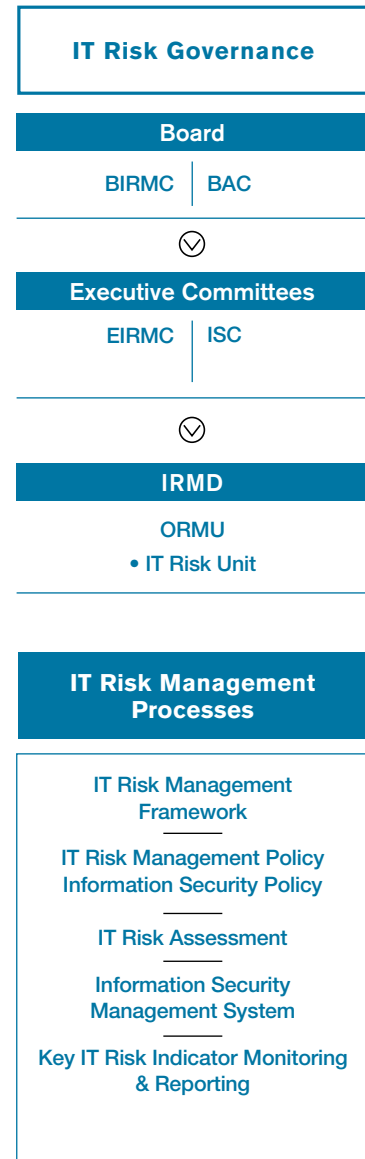 IT Risk Governance
Board
BIRMC BAC
Executive Committees
EIRMC ISC
IRMD
ORMU
• IT Risk Unit
IT Risk Management
Processes
IT Risk Management
Framework
IT Risk Management Policy
Information Security Policy
IT Risk Assessment
Information Security
Management System
Key IT Risk Indicator Monitoring
& Reporting